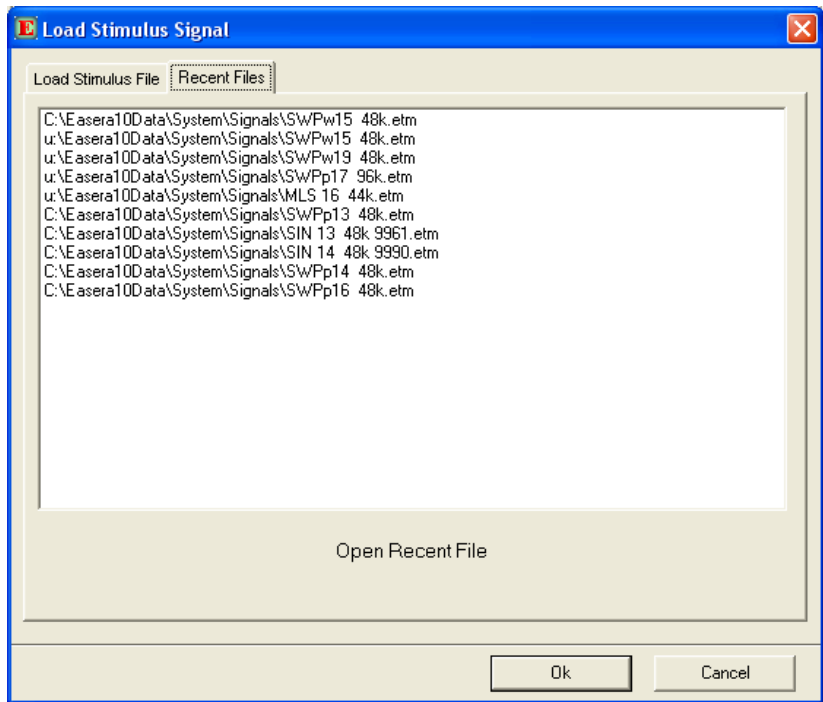 E Load Stimulus Signal
Load Stimulus File Recent Files
C:\Easera10Data\System\Signals\SWPw15 48k.etm
u:\Easera10Data\System\Signals\SWPw15 48k.etm
u:\Easera10Data\System\Signals\SWPw19 48k.etm
u:\Easera10Data\System\Signals\SWPp17 96k.etm
u:\Easera10Data\System\Signals\MLS 16 44k.etm
C:\Easera10Data\System\Signals\SWPp13 48k.etm
C:\Easera10Data\System\Signals\SIN 13 48k 9961.etm
C:\Easera10Data\System\Signals\SIN 14 48k 9990.etm
C:\Easera10Data\System\Signals\SWPp14 48k.etm
C:\Easera10Data\System\Signals\SWPp16 48k.etm
Open Recent File
Ok Cancel